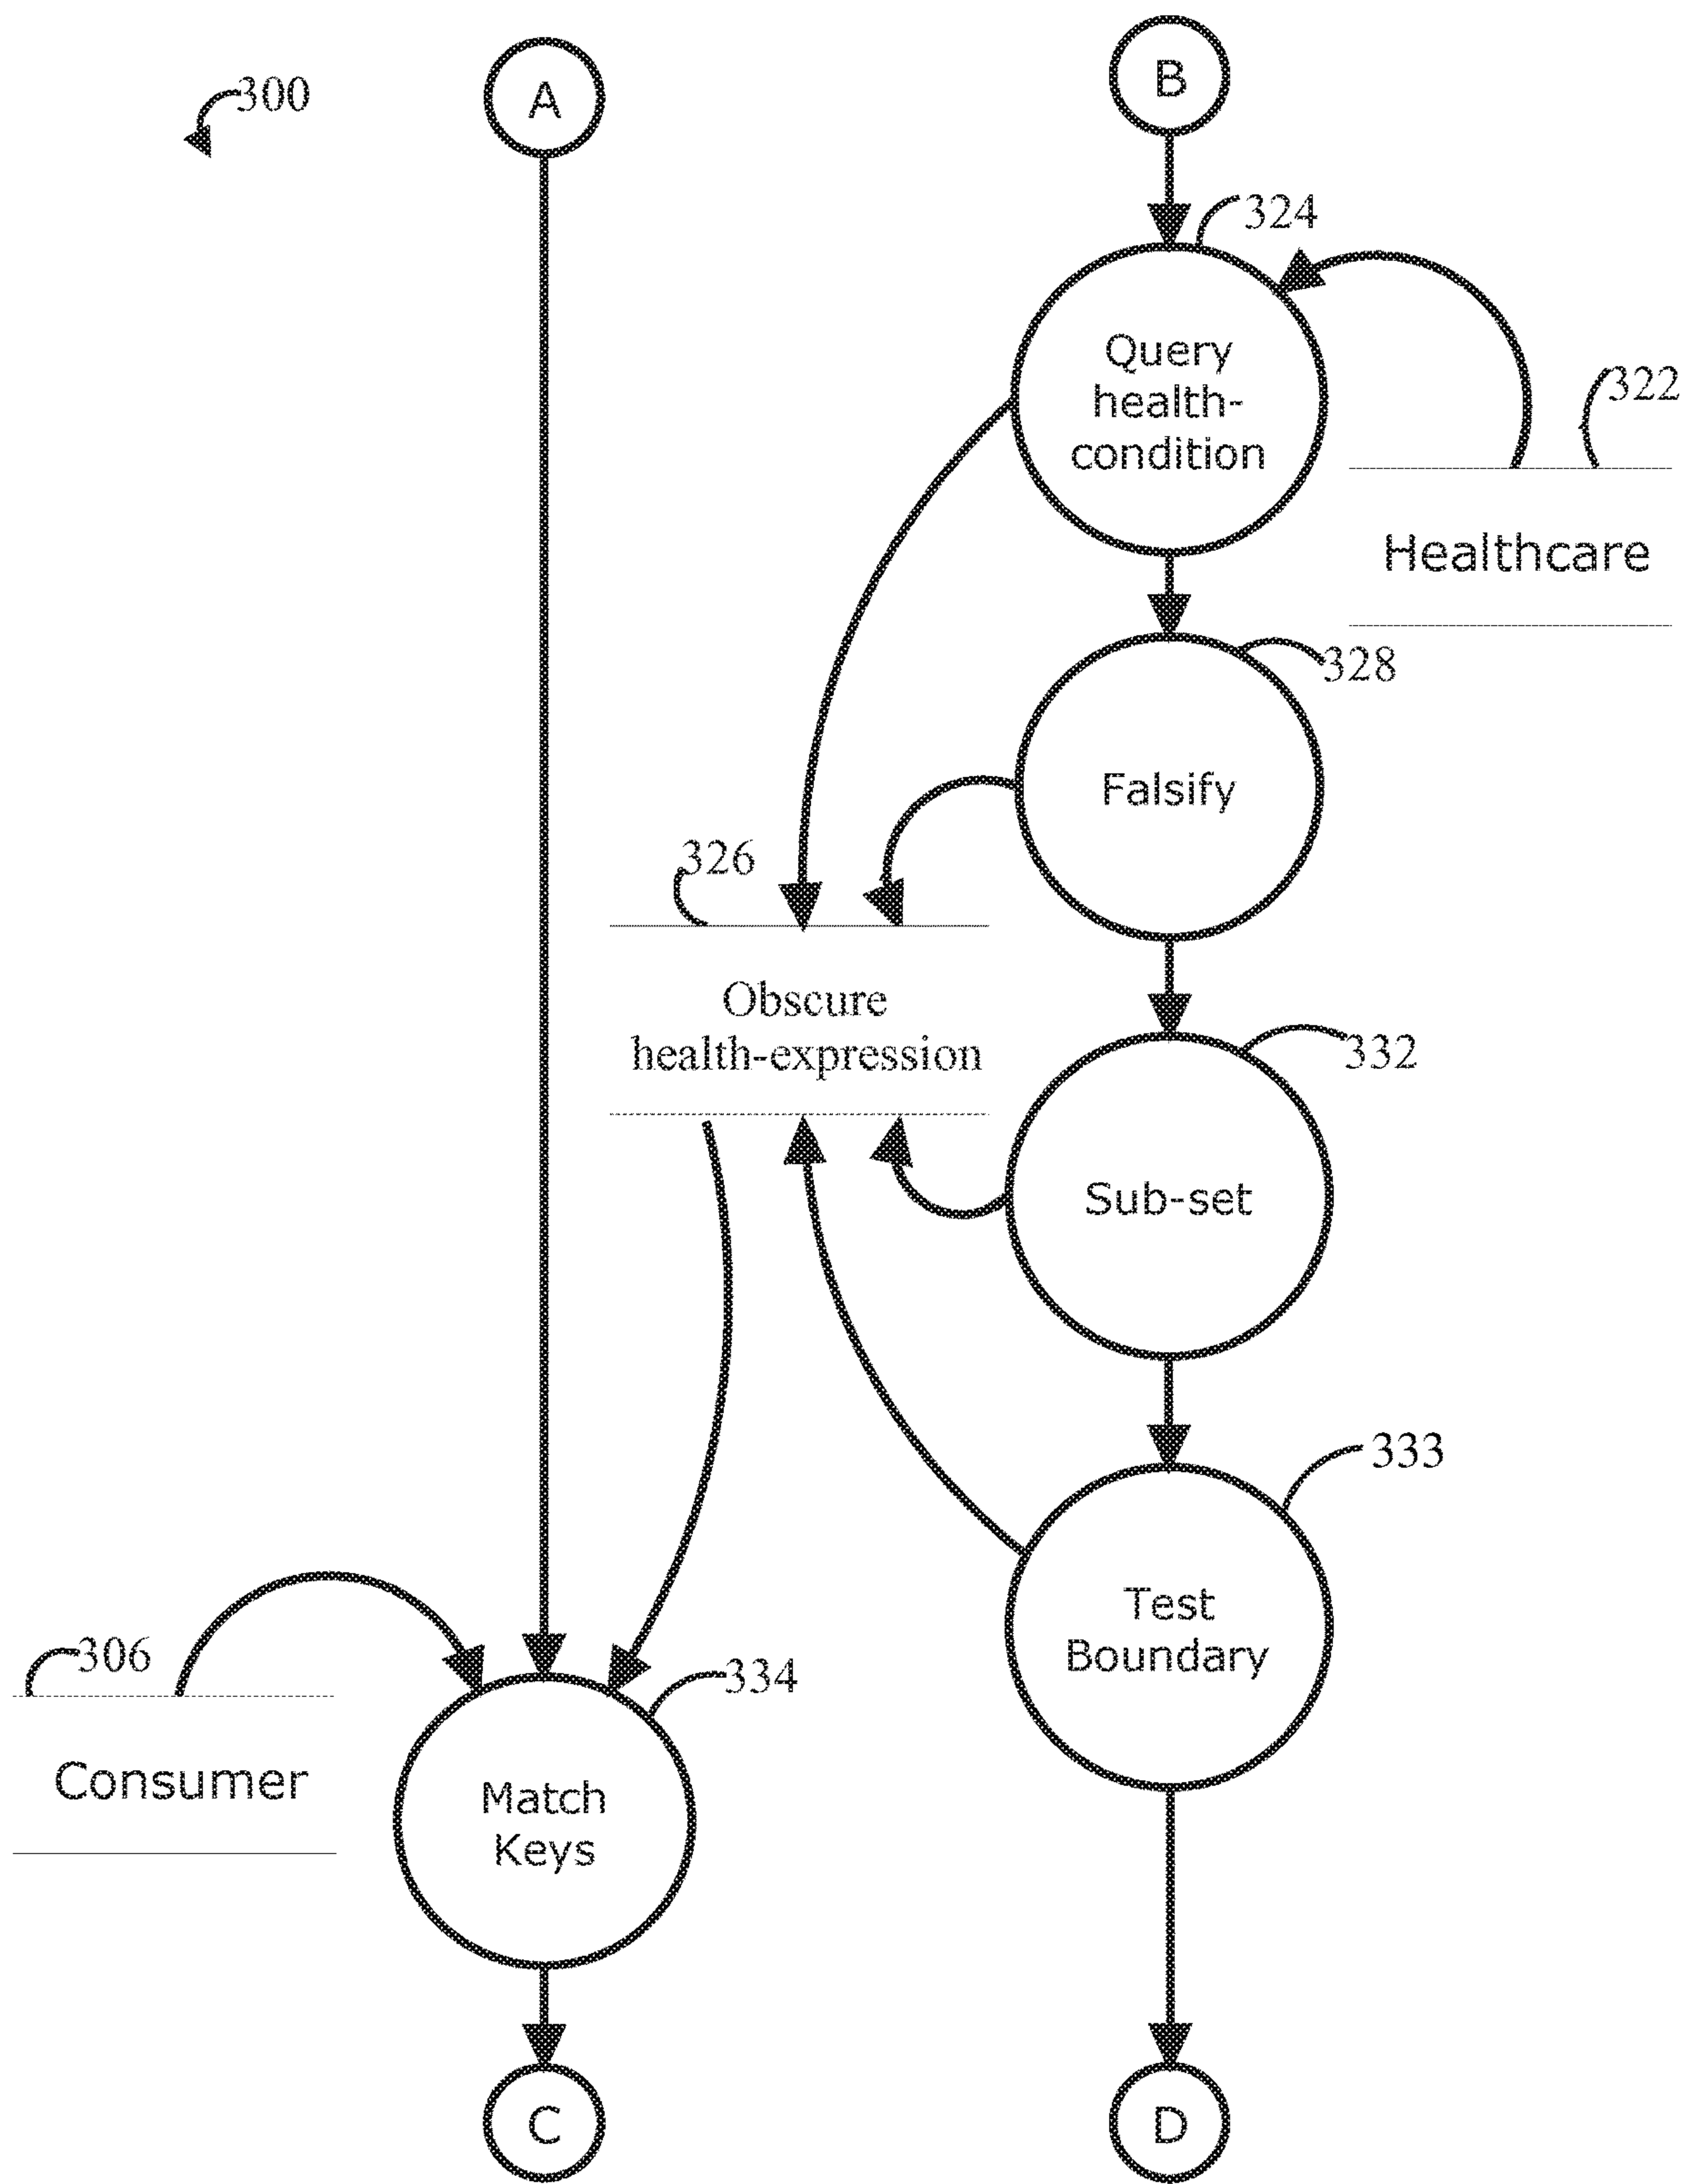 B
A
300
324
Query
health-
condition
322
Healthcare
328
Falsify
326
Obscure
health-expression
332
Sub-set
333
Test
Boundary
306
334
Consumer
Match
Keys
C
D